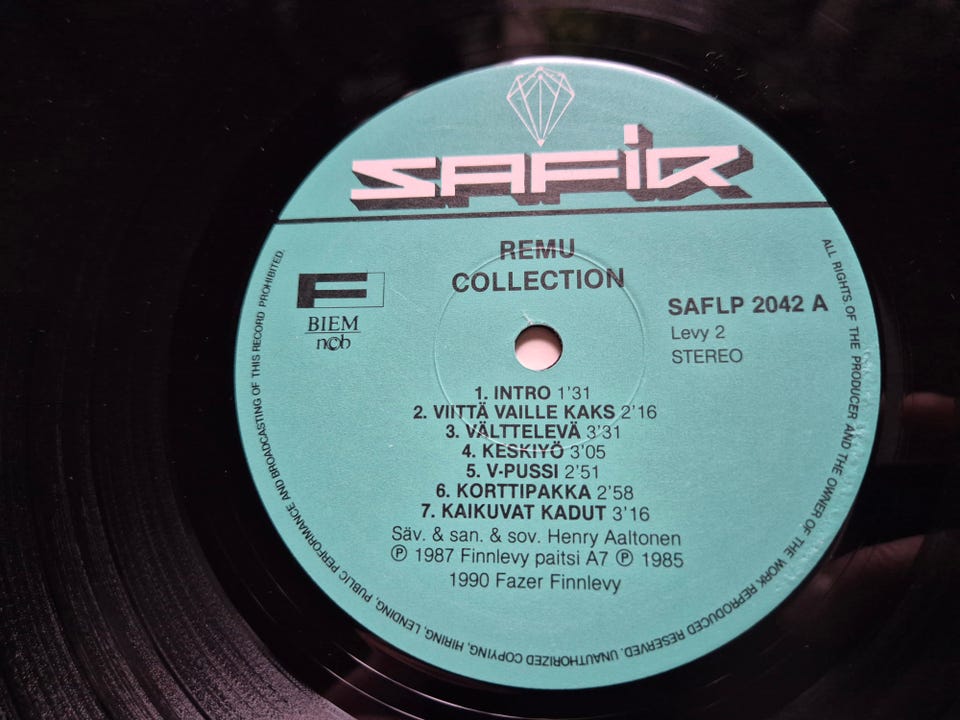 SAFIR
REMU
COLLECTION
F
BIEM
ncb
SAFLP 2042 A
Levy 2
STEREO
1. INTRO 1'31
2. VIITTÄ VAILLE KAKS 2'16
3. VÄLTTELEVÄ 3'31
4. KESKIYÖ 3'05
5. V-PUSSI 2'51
6. KORTTIPAKKA 2'58
7. KAIKUVAT KADUT 3'16
Säv. & san. & sov. Henry Aaltonen
Ⓟ 1987 Finnlevy paitsi A7 Ⓟ 1985
1990 Fazer Finnlevy
ALL RIGHTS OF THE PRODUCER AND THE OWNER OF THE WORK REPRODUCED RESERVED. UNAUTHORIZED COPYING, HIRING, LENDING, PUBLIC PERFORMANCE AND BROADCASTING OF THIS RECORD PROHIBITED.